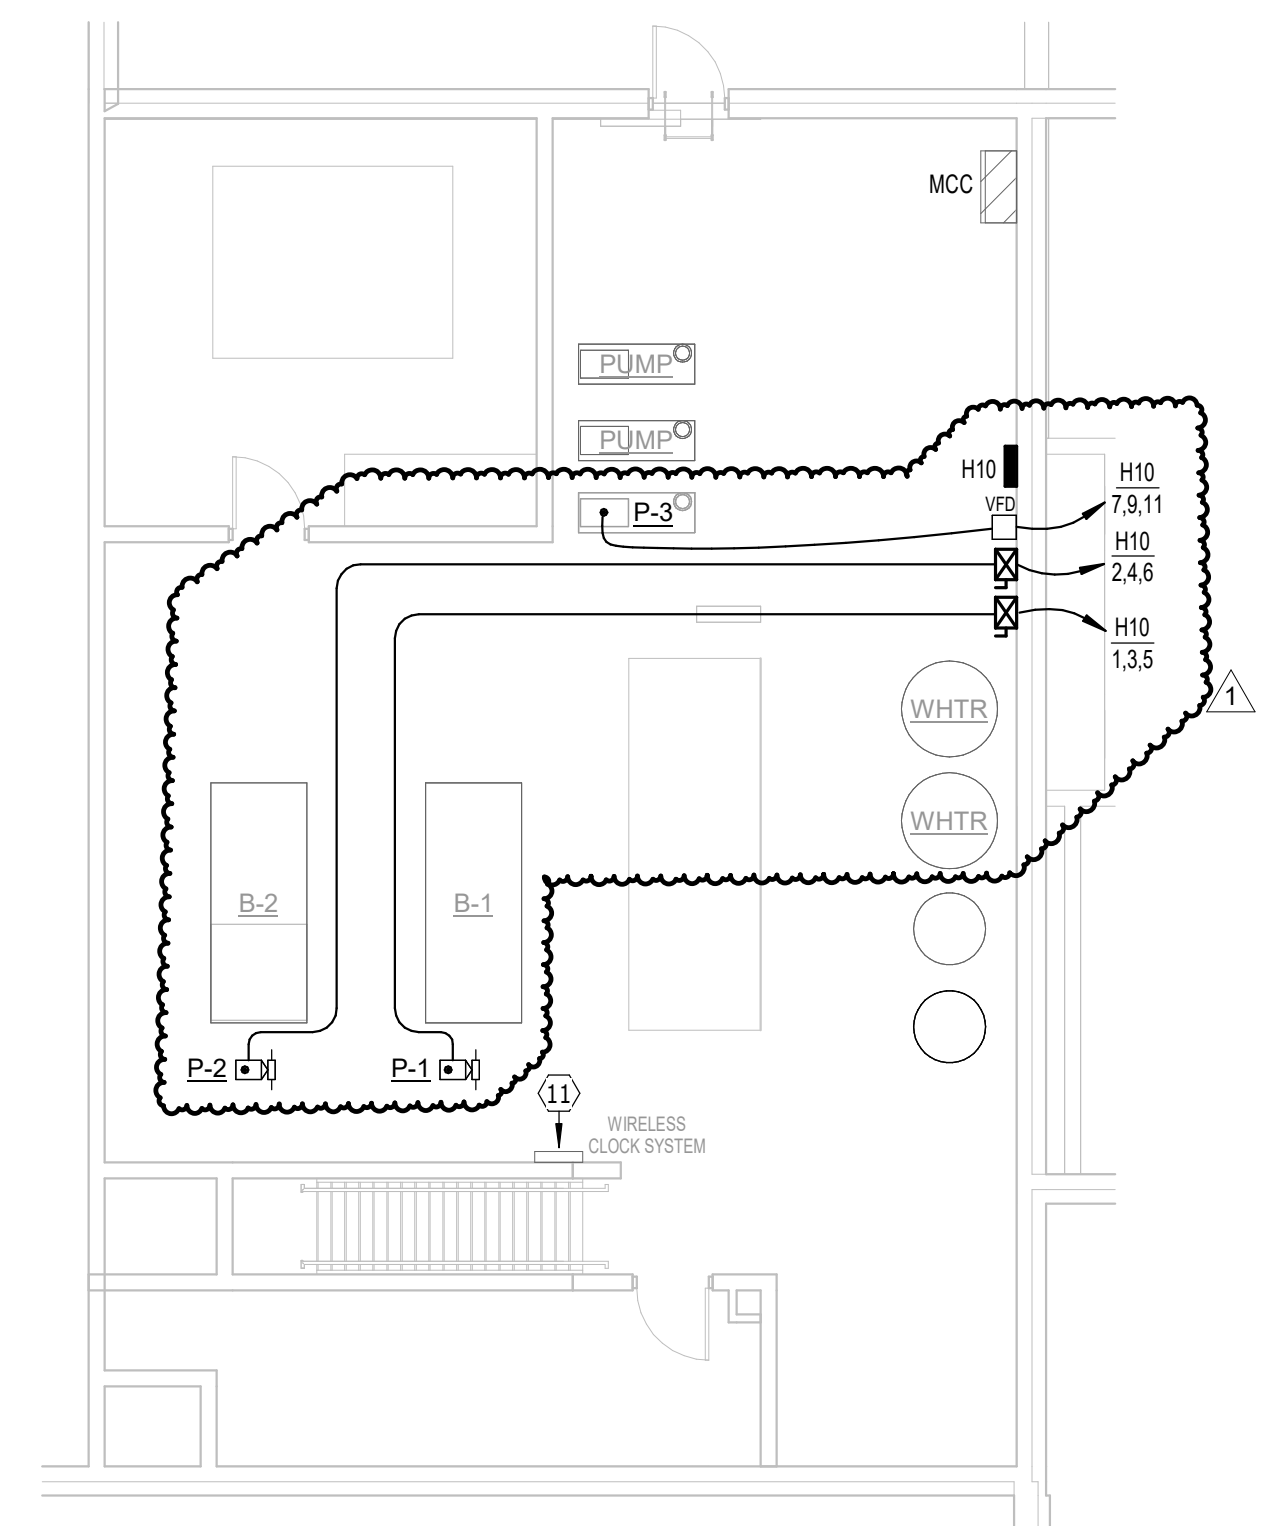 MCC
PUMP
PUMP
H10
H10
VFD
7,9,11
P-3
H10
2,4,6
H10
1,3,5
1
WHTR
WHTR
B-2
B-1
P-2
P-1
11
WIRELESS
CLOCK SYSTEM